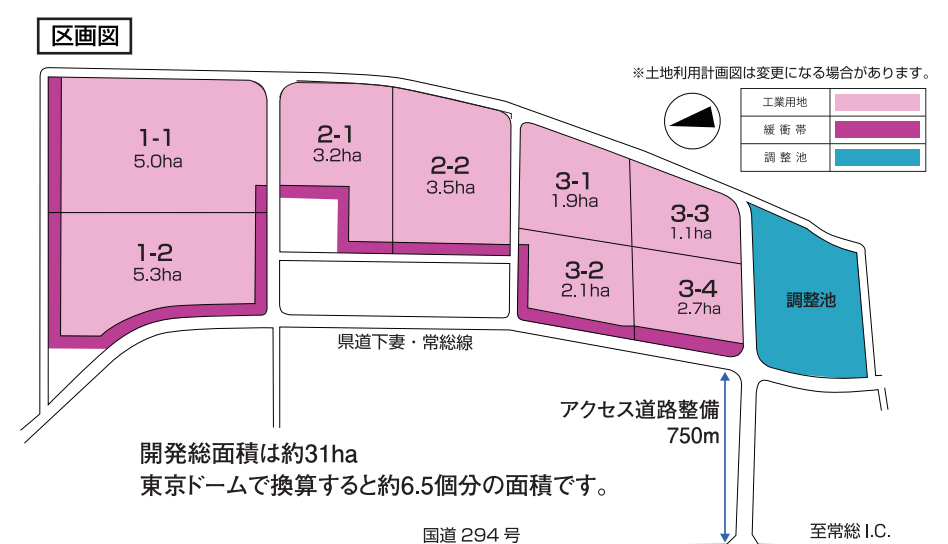 区画図
※土地利用計画図は変更になる場合があります。
工業用地
緩衝帯
調整池
1-1
5.0ha
2-1
3.2ha
2-2
3.5ha
3-1
1.9ha
3-3
1.1ha
1-2
5.3ha
3-2
2.1ha
3-4
2.7ha
調整池
県道下妻・常総線
アクセス道路整備
750m
開発総面積は約31ha
東京ドームで換算すると約6.5個分の面積です。
国道294号
至常総I.C.